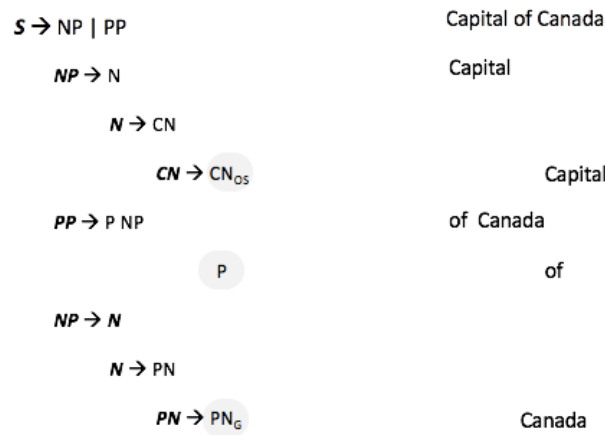 S → NP | PP Capital of Canada
NP → N Capital
N → CN
CN → CN_OS Capital
PP → P NP of Canada
P of
NP → N
N → PN
PN → PN_G Canada